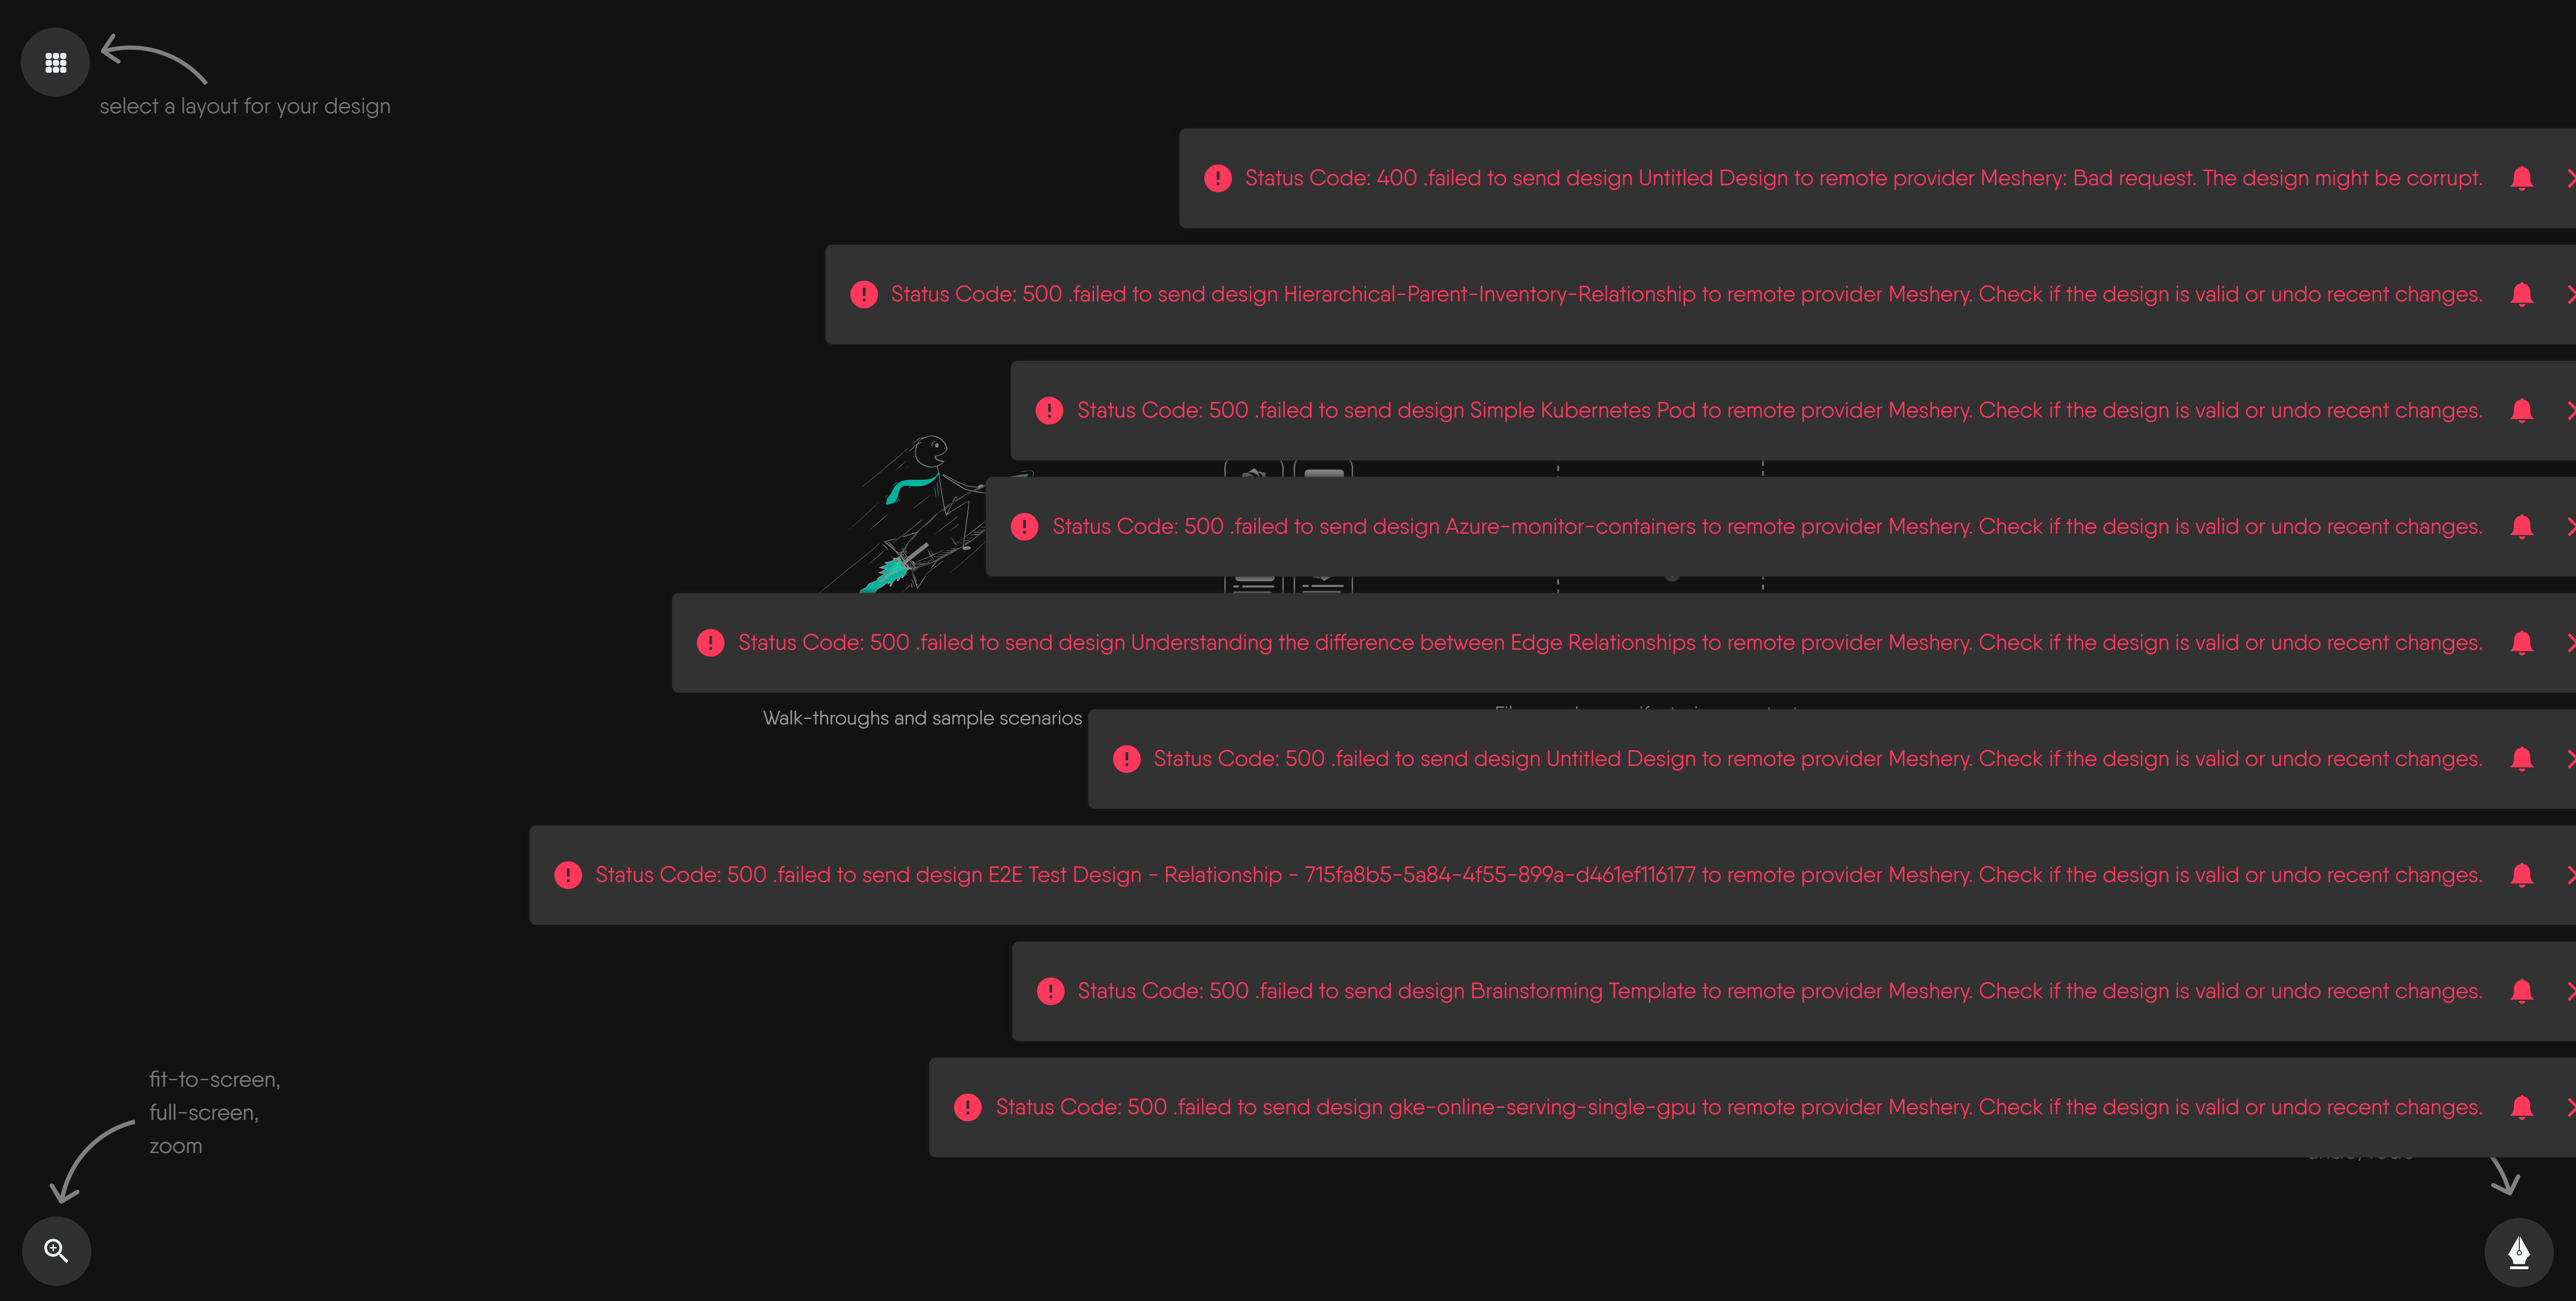 select a layout for your design
Status Code: 400 .failed to send design Untitled Design to remote provider Meshery: Bad request. The design might be corrupt.
Status Code: 500 .failed to send design Hierarchical-Parent-Inventory-Relationship to remote provider Meshery. Check if the design is valid or undo recent changes.
Status Code: 500 .failed to send design Simple Kubernetes Pod to remote provider Meshery. Check if the design is valid or undo recent changes.
Status Code: 500 .failed to send design Azure-monitor-containers to remote provider Meshery. Check if the design is valid or undo recent changes.
Status Code: 500 .failed to send design Understanding the difference between Edge Relationships to remote provider Meshery. Check if the design is valid or undo recent changes.
Walk-throughs and sample scenarios
Status Code: 500 .failed to send design Untitled Design to remote provider Meshery. Check if the design is valid or undo recent changes.
Status Code: 500 .failed to send design E2E Test Design - Relationship - 715fa8b5-5a84-4f55-899a-d461ef116177 to remote provider Meshery. Check if the design is valid or undo recent changes.
Status Code: 500 .failed to send design Brainstorming Template to remote provider Meshery. Check if the design is valid or undo recent changes.
Status Code: 500 .failed to send design gke-online-serving-single-gpu to remote provider Meshery. Check if the design is valid or undo recent changes.
fit-to-screen,
full-screen,
zoom